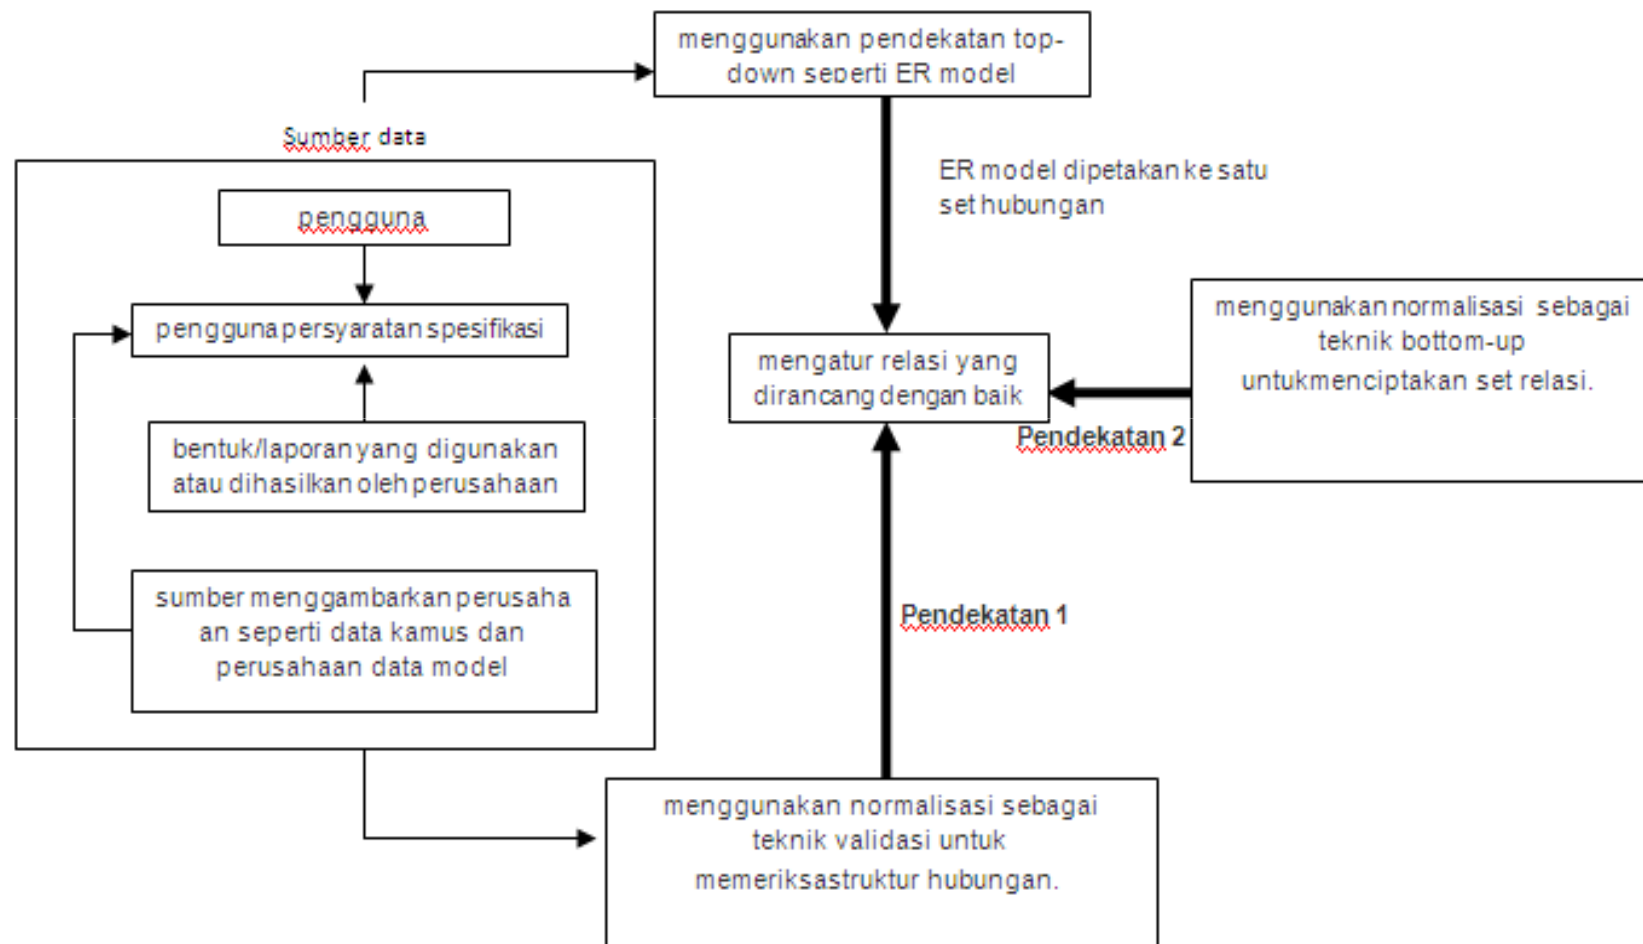 menggunakan pendekatan top-
down seperti ER model
Sumber data
pengguna
pengguna persyaratan spesifikasi
bentuk/laporan yang digunakan
atau dihasilkan oleh perusahaan
sumber menggambarkan perusaha
an seperti data kamus dan
perusahaan data model
ER model dipetakan ke satu
set hubungan
mengatur relasi yang
dirancang dengan baik
menggunakan normalisasi sebagai
teknik bottom-up
untukmenciptakan set relasi.
Pendekatan 2
Pendekatan 1
menggunakan normalisasi sebagai
teknik validasi untuk
memeriksastruktur hubungan.